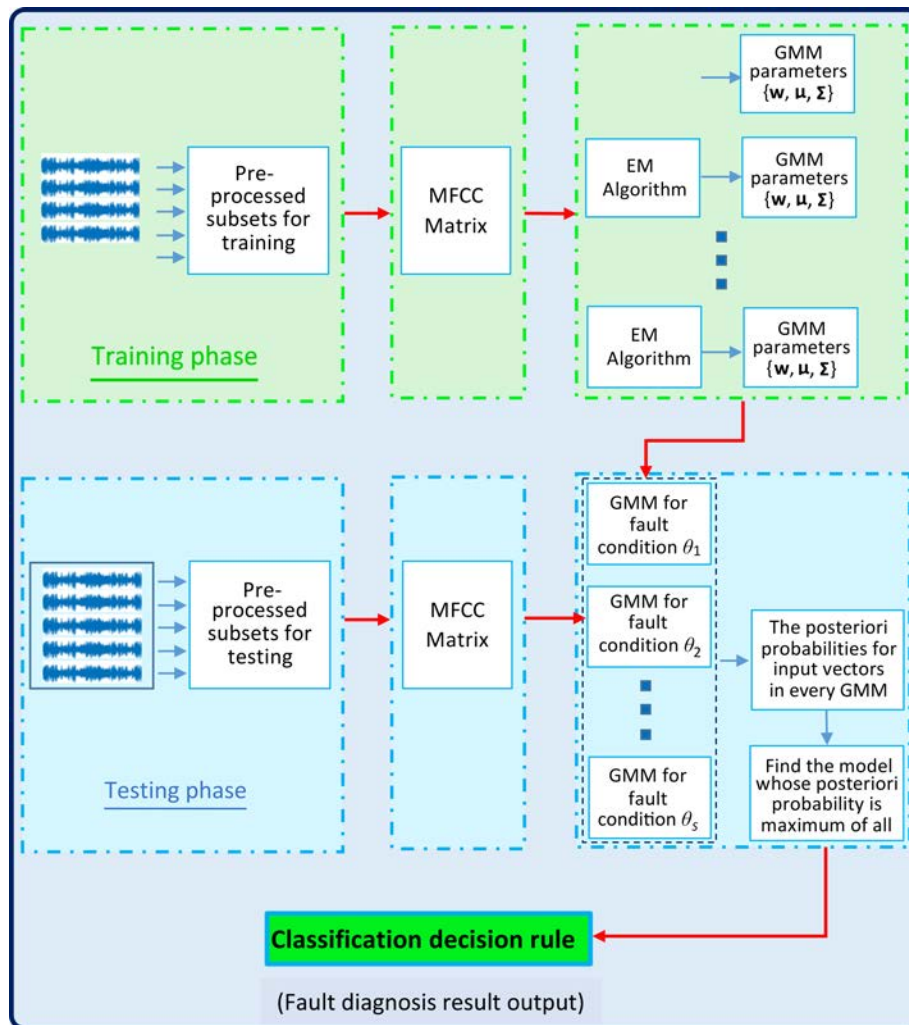 GMM
parameters
{w, μ, Σ}
Pre-
processed
subsets for
training
MFCC
Matrix
EM
Algorithm
GMM
parameters
{w, μ, Σ}
EM
Algorithm
GMM
parameters
{w, μ, Σ}
Training phase
Pre-
processed
subsets for
testing
MFCC
Matrix
GMM for
fault
condition θ1
GMM for
fault
condition θ2
GMM for
fault
condition θs
The posteriori
probabilities for
input vectors
in every GMM
Find the model
whose posteriori
probability is
maximum of all
Testing phase
Classification decision rule
(Fault diagnosis result output)